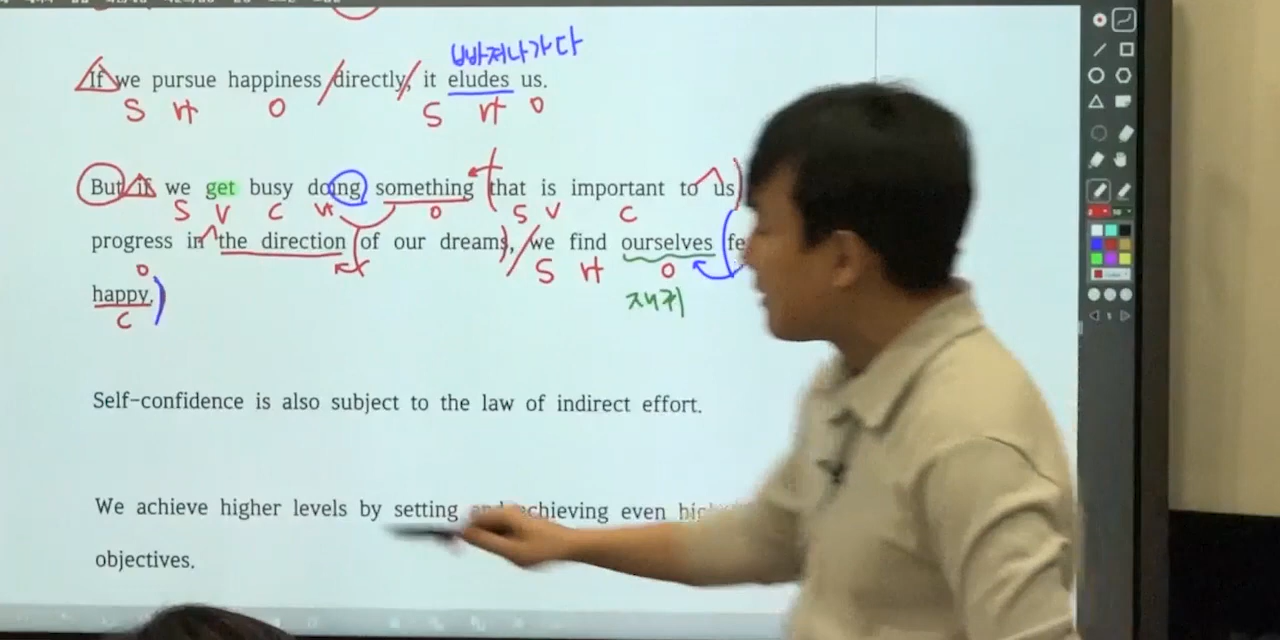 빠져나가다
If we pursue happiness directly, it eludes us.
S Vt O S Vt O
But if we get busy doing something that is important to us
S V C Vt O S V C
progress in the direction of our dreams, we find ourselves
O S Vt O
happy.
C 재귀
Self-confidence is also subject to the law of indirect effort.
We achieve higher levels by setting and achieving even
objectives.